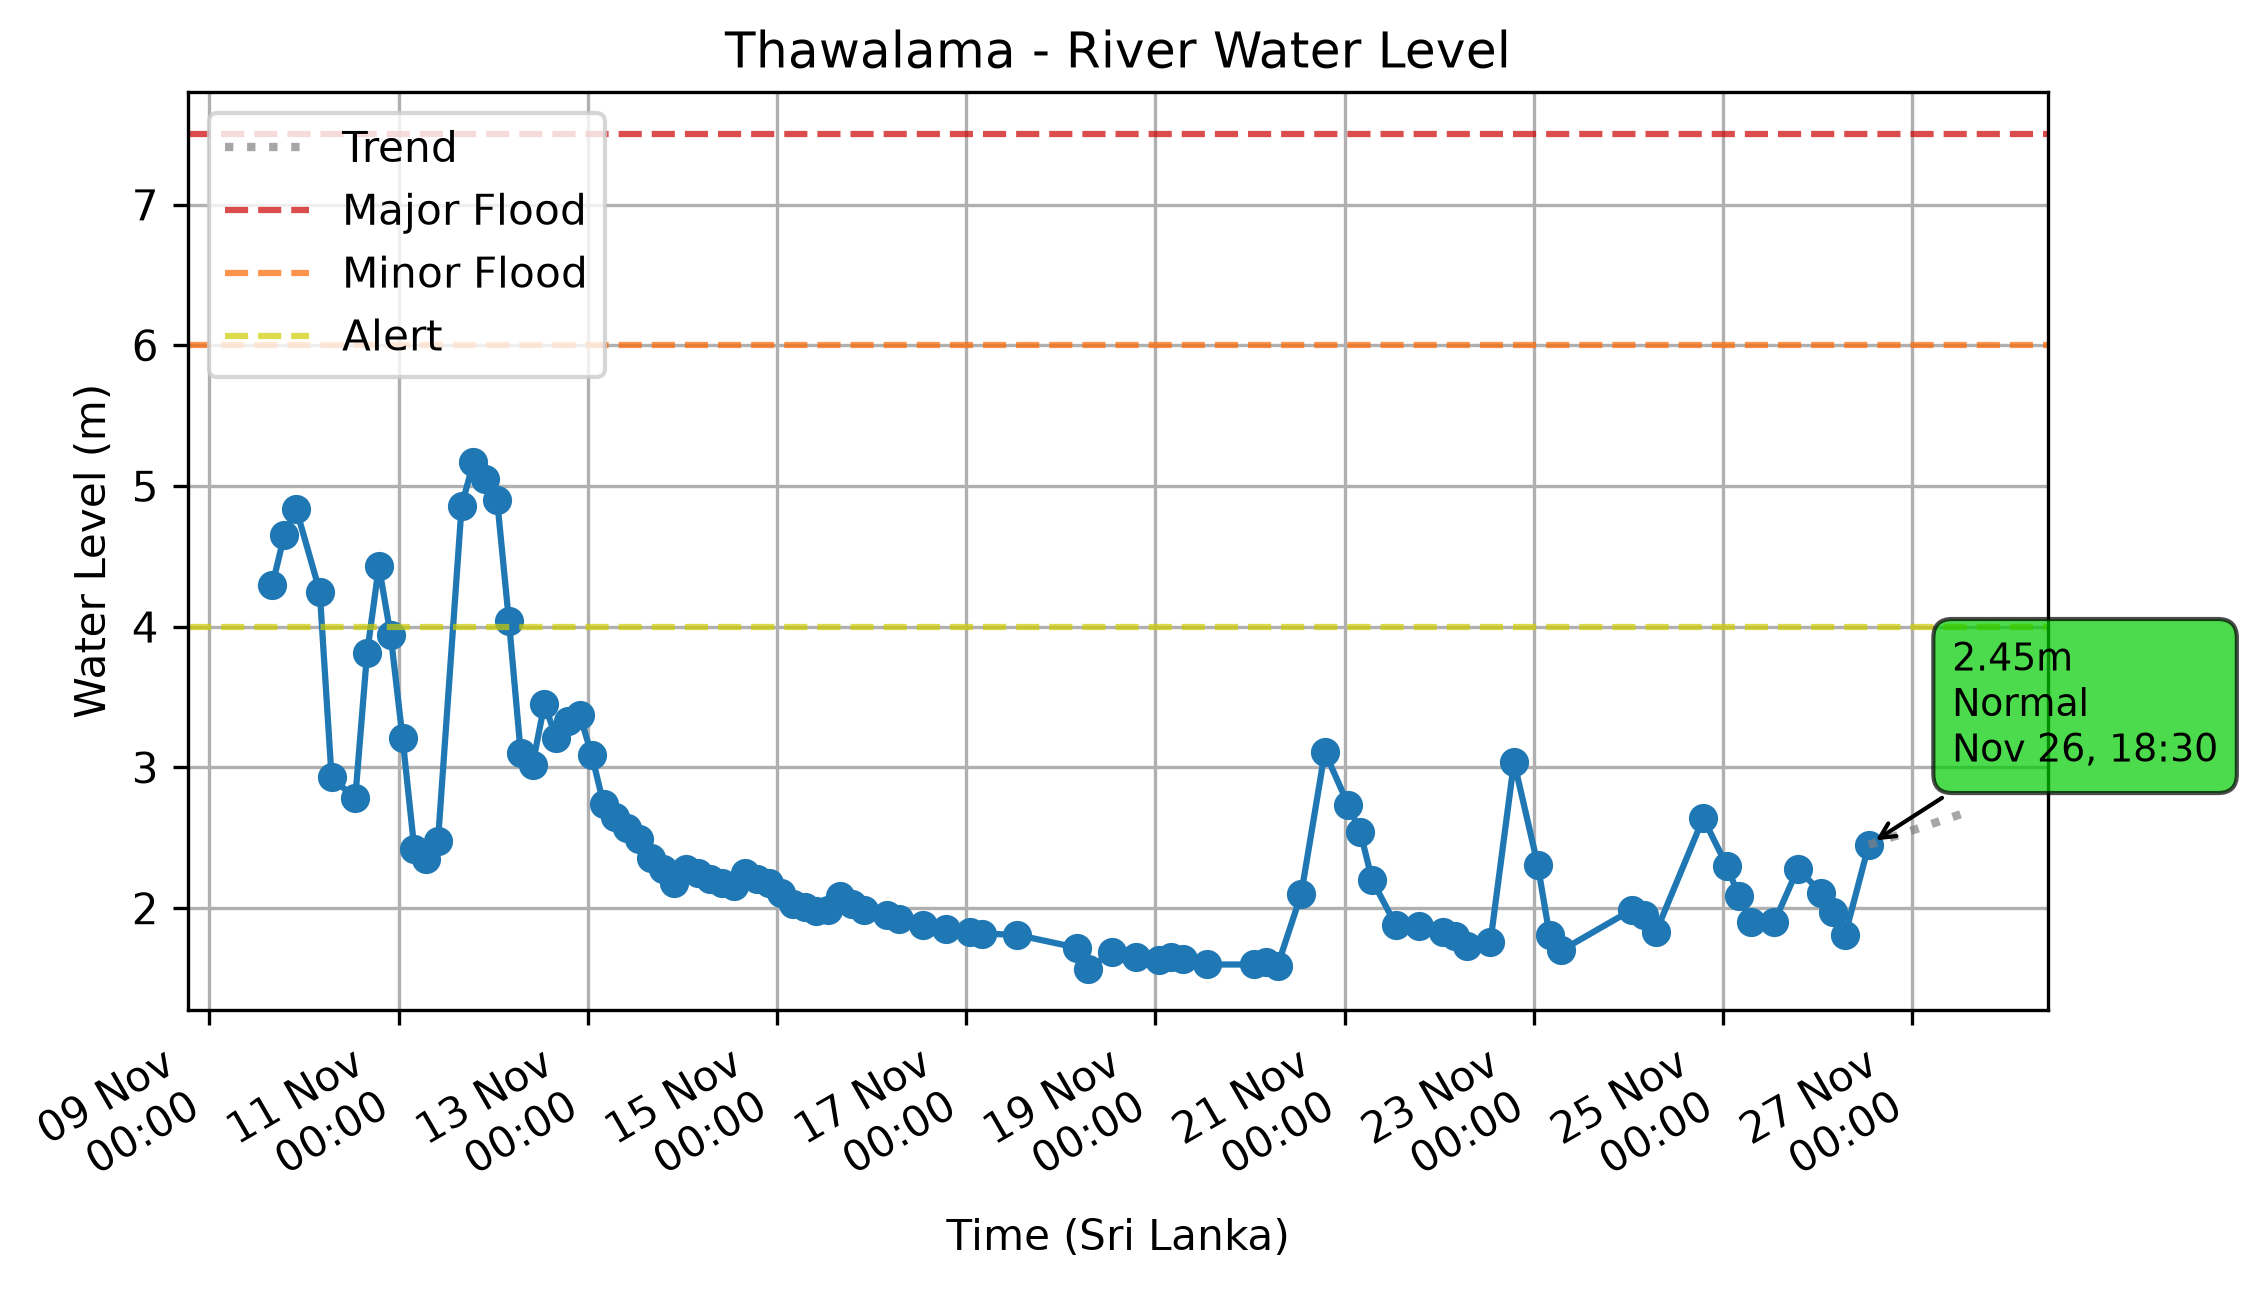 Thawalama - River Water Level
Trend
Major Flood
Minor Flood
Alert
Water Level (m)
7
6
5
4
3
2
2.45m
Normal
Nov 26, 18:30
09 Nov
00:00
11 Nov
00:00
13 Nov
00:00
15 Nov
00:00
17 Nov
00:00
19 Nov
00:00
21 Nov
00:00
23 Nov
00:00
25 Nov
00:00
27 Nov
00:00
Time (Sri Lanka)